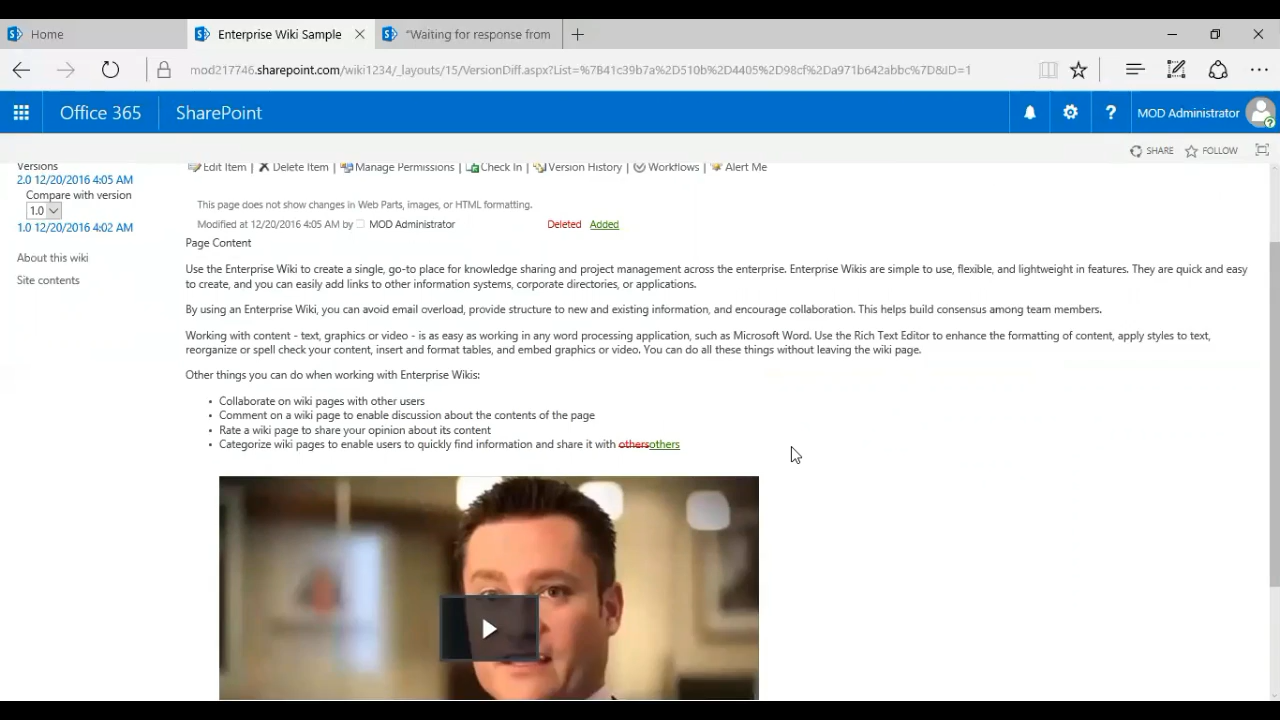 Home
Enterprise Wiki Sample
"Waiting for response from
mod217746.sharepoint.com/wiki1234/_layouts/15/VersionDiff.aspx?List=%7B41c39b7a%2D510b%2D4405%2D98cf%2Da971b642abbc%7D&ID=1
Office 365
SharePoint
?
MOD Administrator
SHARE
FOLLOW
Versions
2.0 12/20/2016 4:05 AM
Compare with version
1.0
1.0 12/20/2016 4:02 AM
About this wiki
Site contents
Edit Item | Delete Item | Manage Permissions | Check In | Version History | Workflows | Alert Me
This page does not show changes in Web Parts, images, or HTML formatting.
Modified at 12/20/2016 4:05 AM by MOD Administrator
Deleted Added
Page Content
Use the Enterprise Wiki to create a single, go-to place for knowledge sharing and project management across the enterprise. Enterprise Wikis are simple to use, flexible, and lightweight in features. They are quick and easy
to create, and you can easily add links to other information systems, corporate directories, or applications.
By using an Enterprise Wiki, you can avoid email overload, provide structure to new and existing information, and encourage collaboration. This helps build consensus among team members.
Working with content - text, graphics or video - is as easy as working in any word processing application, such as Microsoft Word. Use the Rich Text Editor to enhance the formatting of content, apply styles to text,
reorganize or spell check your content, insert and format tables, and embed graphics or video. You can do all these things without leaving the wiki page.
Other things you can do when working with Enterprise Wikis:
• Collaborate on wiki pages with other users
• Comment on a wiki page to enable discussion about the contents of the page
• Rate a wiki page to share your opinion about its content
• Categorize wiki pages to enable users to quickly find information and share it with othersothers